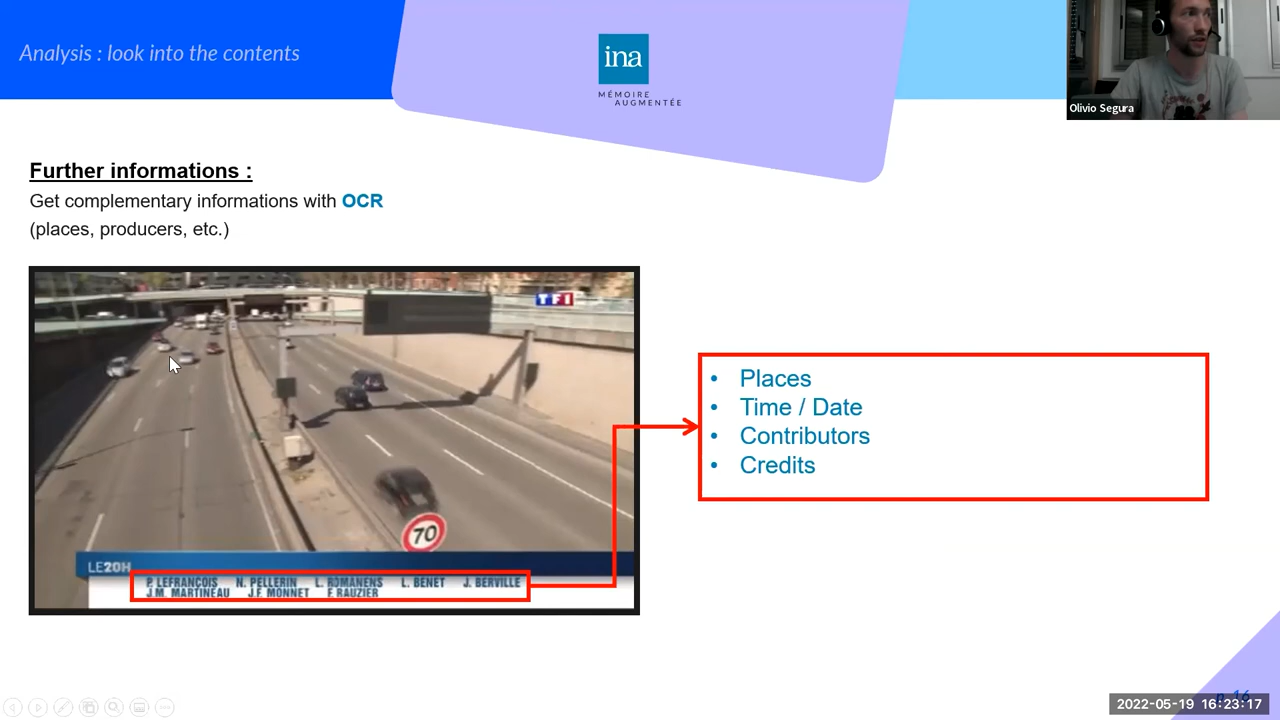 Analysis : look into the contents
ina
MÉMOIRE
AUGMENTÉE
Olivio Segura
Further informations :
Get complementary informations with OCR
(places, producers, etc.)
TF1
70
LE20H
P. LEFRANÇOIS N. PELLERIN L. ROMANENS L. BENET J. BERVILLE
J.M. MARTINEAU J.F. MONNET F. RAUZIER
• Places
• Time / Date
• Contributors
• Credits
p. 16
2022-05-19 16:23:17